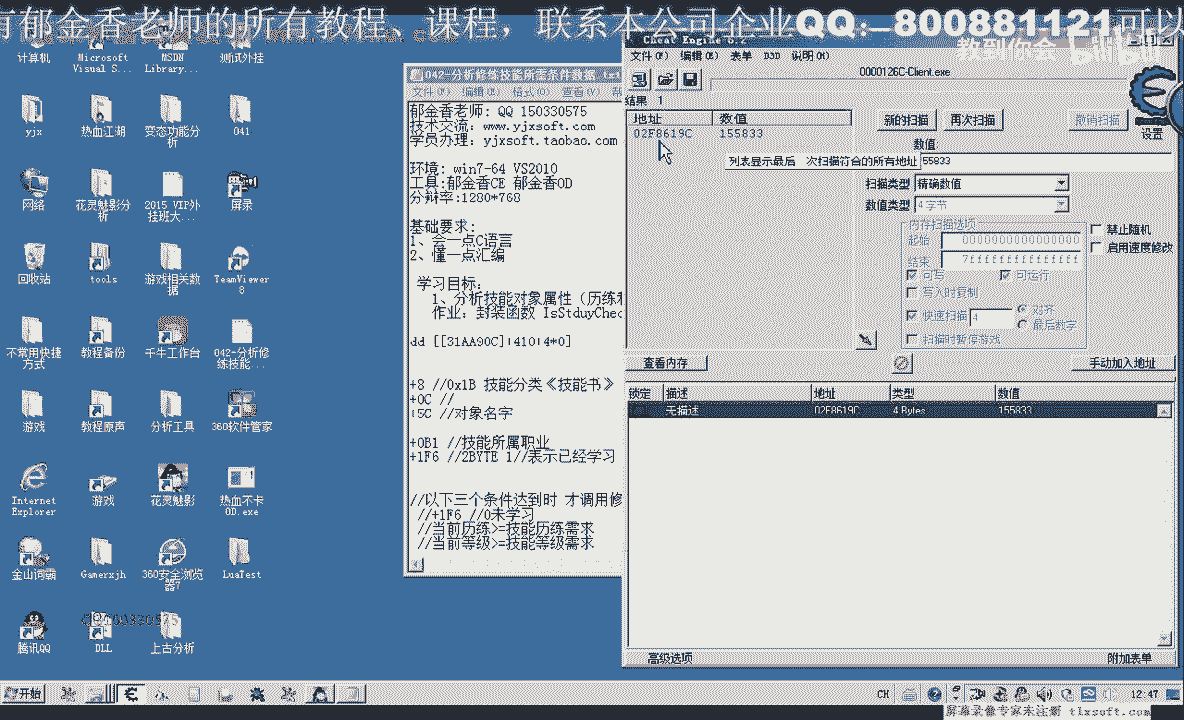 有郁金香老师的所有教程、课程，联系本公司企业QQ：800881121可以
教到你会 bilibili
计算机
Microsoft Visual S...
MSDN Library...
测试外挂
yjx
热血江湖
变态功能分析
041
网络
花灵魅影分析
2015 VIP外挂班大...
屏录
回收站
tools
游戏相关数据
TeamViewer 8
不常用快捷方式
教程备份
千牛工作台
042-分析修炼技能...
游戏
教程原声
分析工具
360软件管家
Internet Explorer
游戏
花灵魅影
热血不卡OD.exe
金山词霸
Gamerxjh
360安全浏览器7
LuaTest
QQ150330575
腾讯QQ
DLL
上古分析
042-分析修炼技能所需条件数据.txt
文件(F) 编辑(E) 格式(O) 查看(V)
郁金香老师: QQ 150330575
技术交流：www.yjxsoft.com
学员办理：yjxsoft.taobao.com
环境: win7-64 VS2010
工具:郁金香CE 郁金香OD
分辩率:1280*768
基础要求:
1、会一点C语言
2、懂一点汇编
学习目标:
1、分析技能对象属性（历练和
作业: 封装函数 IsStduyChec
dd [[31AA90C]+410+4*0]
+8 //0x1B 技能分类《技能书》
+0C //
+5C //对象名字
+0B1 //技能所属职业
+1F6 //2BYTE 1//表示已经学习
//以下三个条件达到时 才调用修
//+1F6 //0未学习
//当前历练>=技能历练需求
//当前等级>=技能等级需求
Cheat Engine 6.2
文件(F) 编辑(E) 表单 D3D 说明(H)
0000126C-Client.exe
结果 1
地址 数值
02F8619C 155833
新的扫描 再次扫描 撤销扫描
设置
数值:
列表显示最后一次扫描符合的所有地址 55833
扫描类型 精确数值
数值类型 4 字节
内存扫描选项
起始 0000000000000000
结束 7fffffffffffffff
禁止随机
启用速度修改
可写 可运行
写入时复制
快速扫描 4 对齐
最后数字
扫描时暂停游戏
查看内存 手动加入地址
锁定 描述 地址 类型 数值
无描述 02F8619C 4 Bytes 155833
高级选项 附加表单
开始
CH
12:47
屏幕录像专家未注册 tlxsoft.com